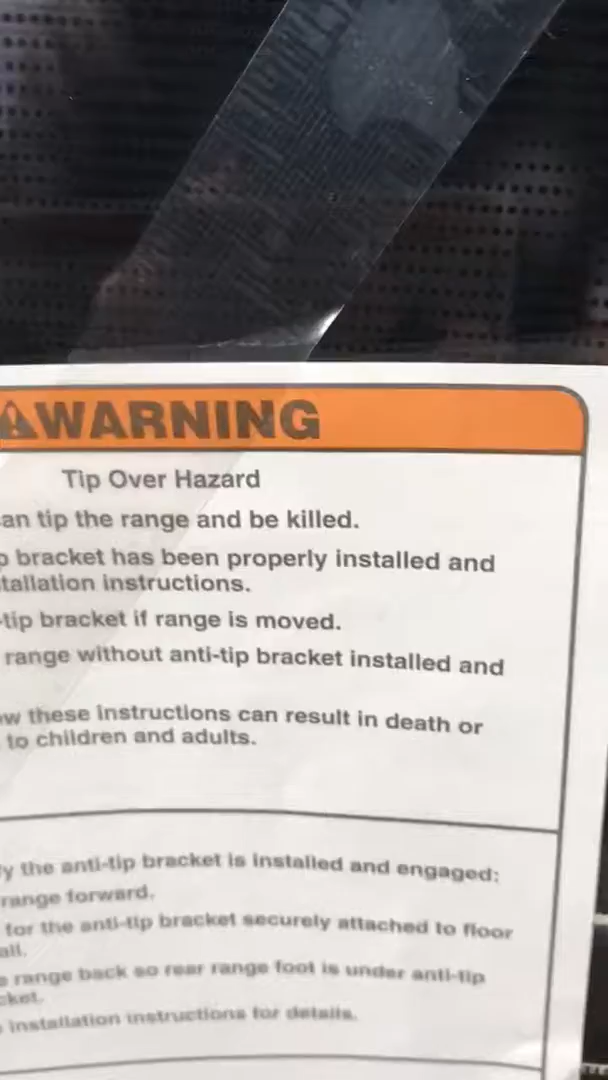 WARNING
Tip Over Hazard
an tip the range and be killed.
bracket has been properly installed and
tallation instructions.
-tip bracket if range is moved.
range without anti-tip bracket installed and
w these instructions can result in death or
to children and adults.
y the anti-tip bracket is installed and engaged:
range forward.
for the anti-tip bracket securely attached to floor
all.
range back so rear range foot is under anti-tip
cket.
installation instructions for details.